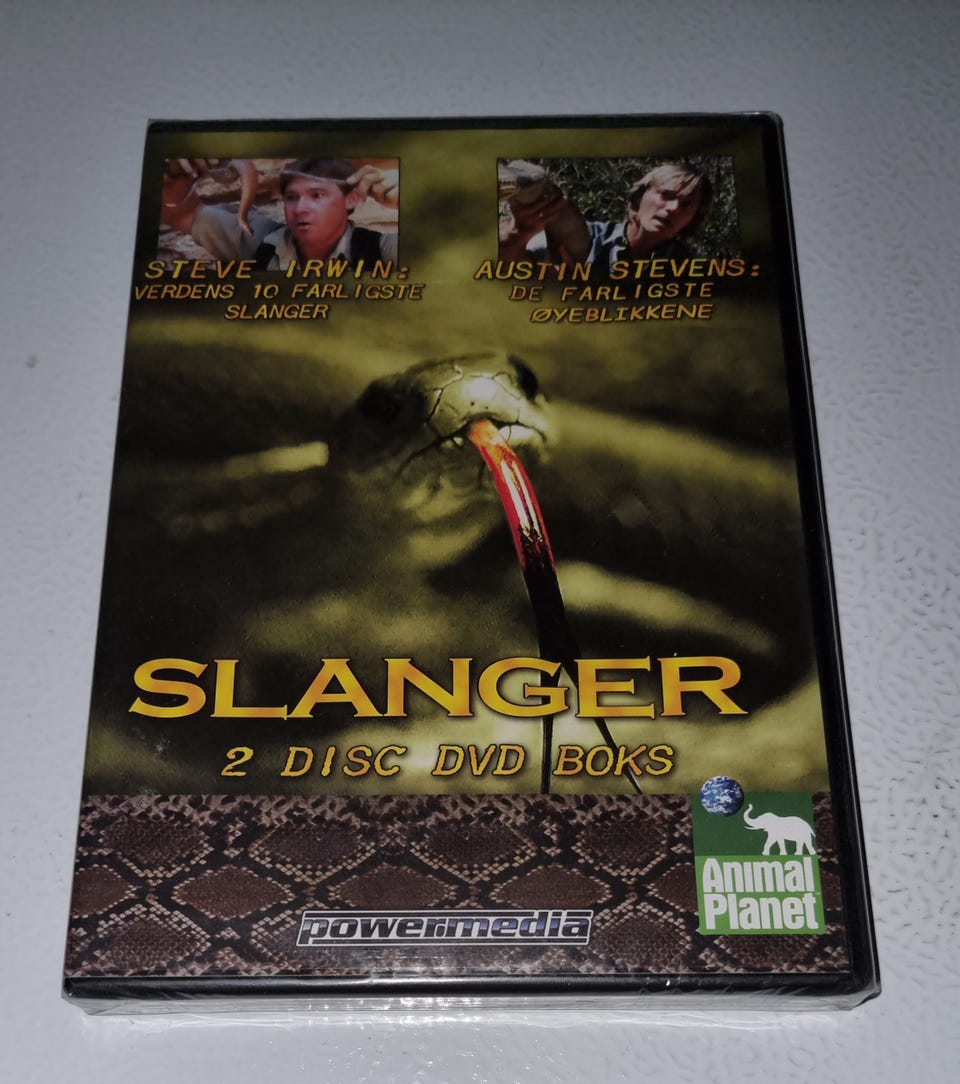 STEVE IRWIN:
VERDENS 10 FARLIGSTE
SLANGER
AUSTIN STEVENS:
DE FARLIGSTE
ØYEBLIKKENE
SLANGER
2 DISC DVD BOKS
Animal
Planet
powermedia